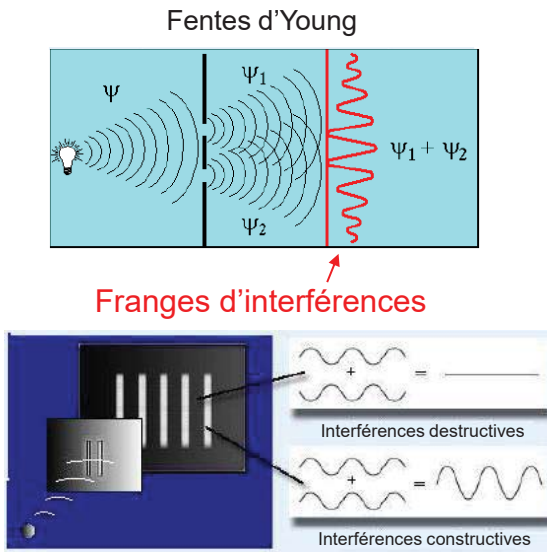 Fentes d’Young
Ψ
Ψ1
Ψ2
Ψ1 + Ψ2
Franges d’interférences
+
=
Interférences destructives
+
=
Interférences constructives